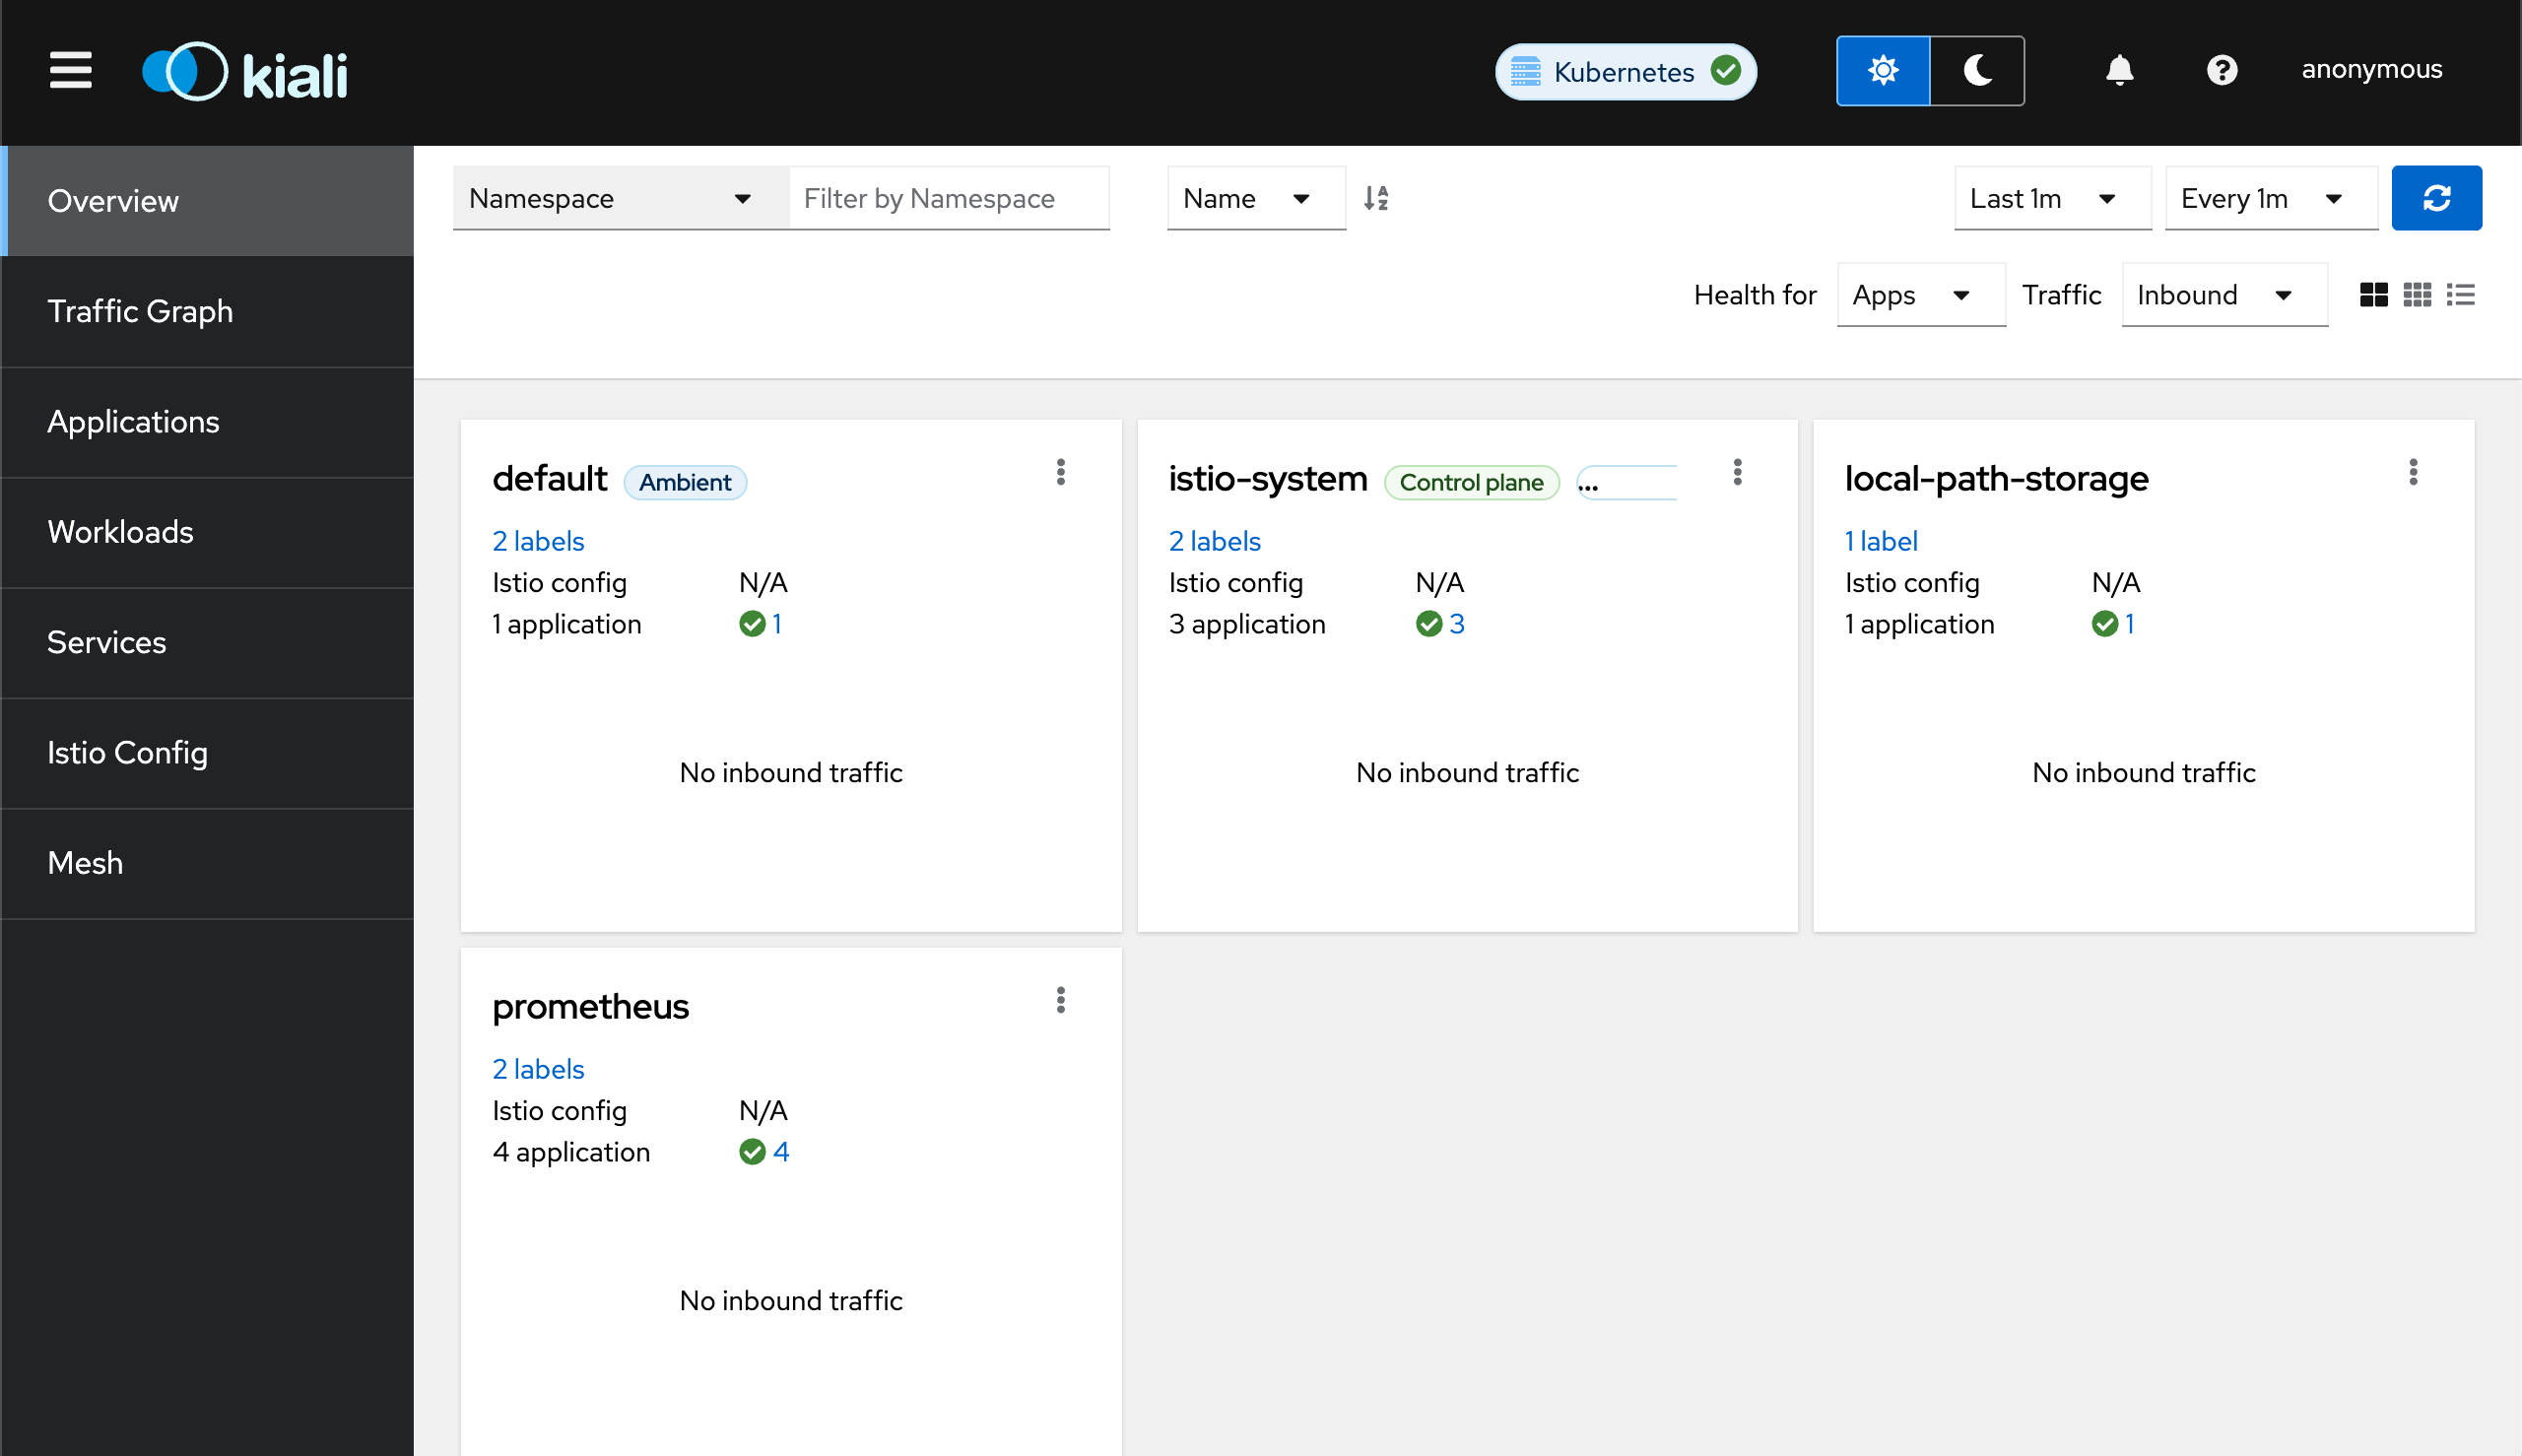 kiali
Kubernetes
anonymous
Overview
Traffic Graph
Applications
Workloads
Services
Istio Config
Mesh
Namespace
Filter by Namespace
Name
Last 1m
Every 1m
Health for
Apps
Traffic
Inbound
default Ambient
2 labels
Istio config N/A
1 application 1
No inbound traffic
istio-system Control plane ...
2 labels
Istio config N/A
3 application 3
No inbound traffic
local-path-storage
1 label
Istio config N/A
1 application 1
No inbound traffic
prometheus
2 labels
Istio config N/A
4 application 4
No inbound traffic